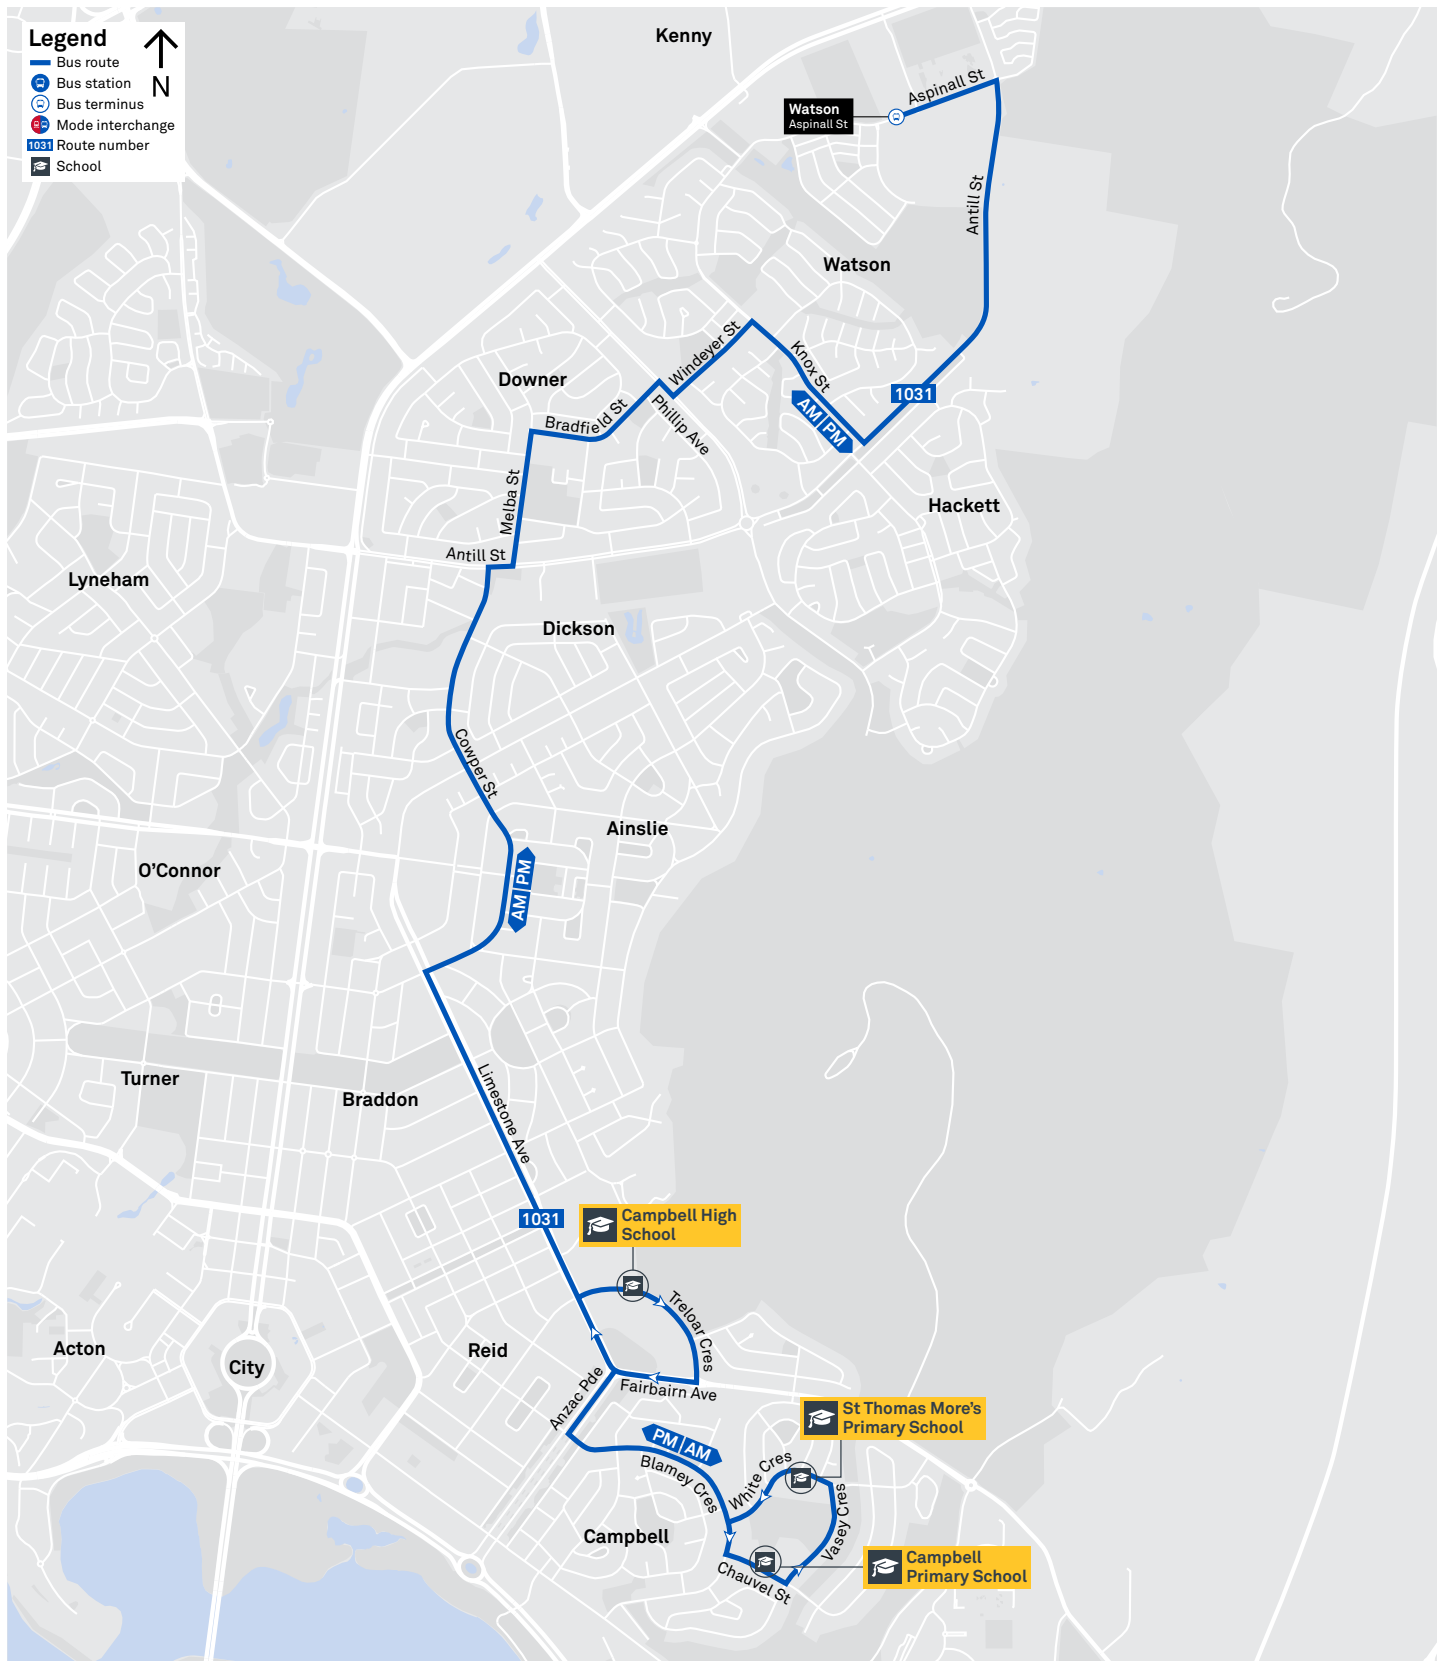 Legend
N
Bus route
Bus station
Bus terminus
Mode interchange
1031 Route number
School
Kenny
Watson
Aspinall St
Aspinall St
Antill St
Watson
Windeyer St
Knox St
Downer
1031
Bradfield St
Phillip Ave
AM PM
Melba St
Hackett
Antill St
Lyneham
Dickson
Cowper St
Ainslie
O'Connor
AM PM
Turner
Braddon
Limestone Ave
1031
Campbell High
School
Treloar Cres
Acton
City
Reid
Anzac Pde
Fairbairn Ave
St Thomas More's
Primary School
PM AM
Blamey Cres
White Cres
Vasey Cres
Campbell
Chauvel St
Campbell
Primary School